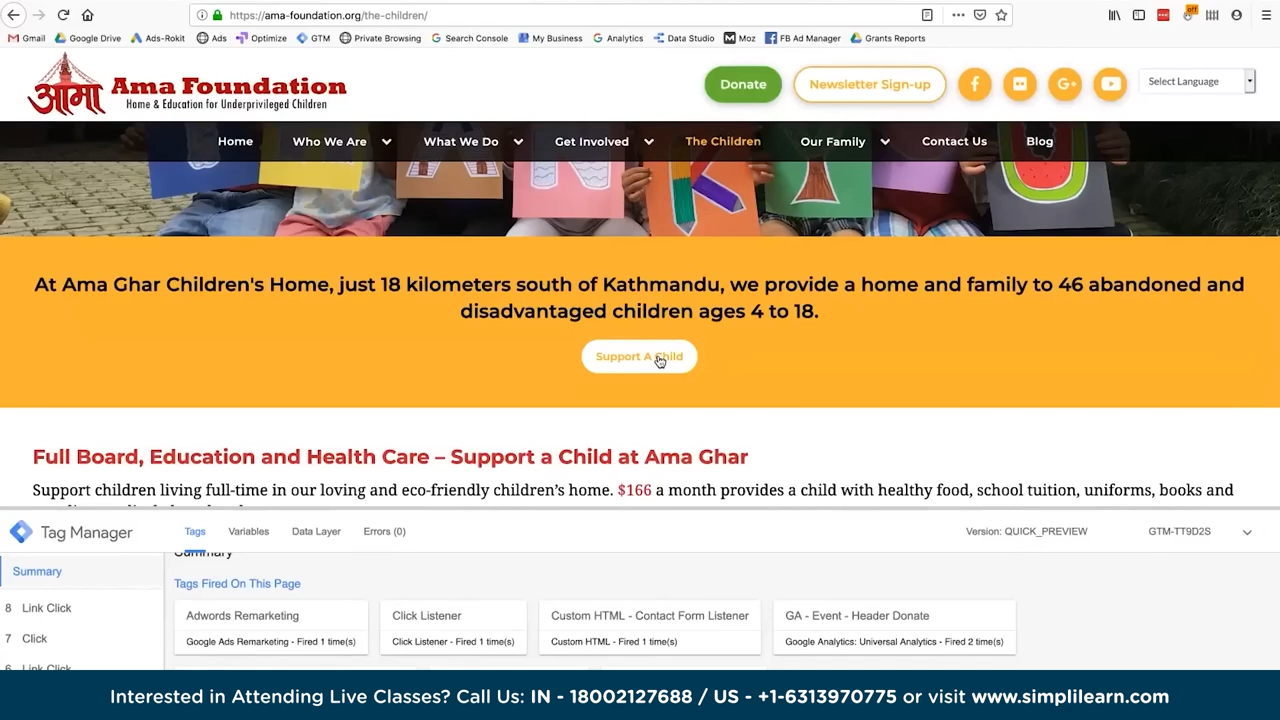 https://ama-foundation.org/the-children/
Gmail Google Drive Ads-Rokit Ads Optimize GTM Private Browsing Search Console My Business Analytics Data Studio Moz FB Ad Manager Grants Reports
off
आमा Ama Foundation
Home & Education for Underprivileged Children
Donate Newsletter Sign-up Select Language
Home Who We Are What We Do Get Involved The Children Our Family Contact Us Blog
At Ama Ghar Children's Home, just 18 kilometers south of Kathmandu, we provide a home and family to 46 abandoned and
disadvantaged children ages 4 to 18.
Support A Child
Full Board, Education and Health Care – Support a Child at Ama Ghar
Support children living full-time in our loving and eco-friendly children's home. $166 a month provides a child with healthy food, school tuition, uniforms, books and
Tag Manager Tags Variables Data Layer Errors (0) Version: QUICK_PREVIEW GTM-TT9D2S
Summary
Summary
Tags Fired On This Page
8 Link Click
7 Click
6 Link Click
Adwords Remarketing
Google Ads Remarketing - Fired 1 time(s)
Click Listener
Click Listener - Fired 1 time(s)
Custom HTML - Contact Form Listener
Custom HTML - Fired 1 time(s)
GA - Event - Header Donate
Google Analytics: Universal Analytics - Fired 2 time(s)
Interested in Attending Live Classes? Call Us: IN - 18002127688 / US - +1-6313970775 or visit www.simplilearn.com